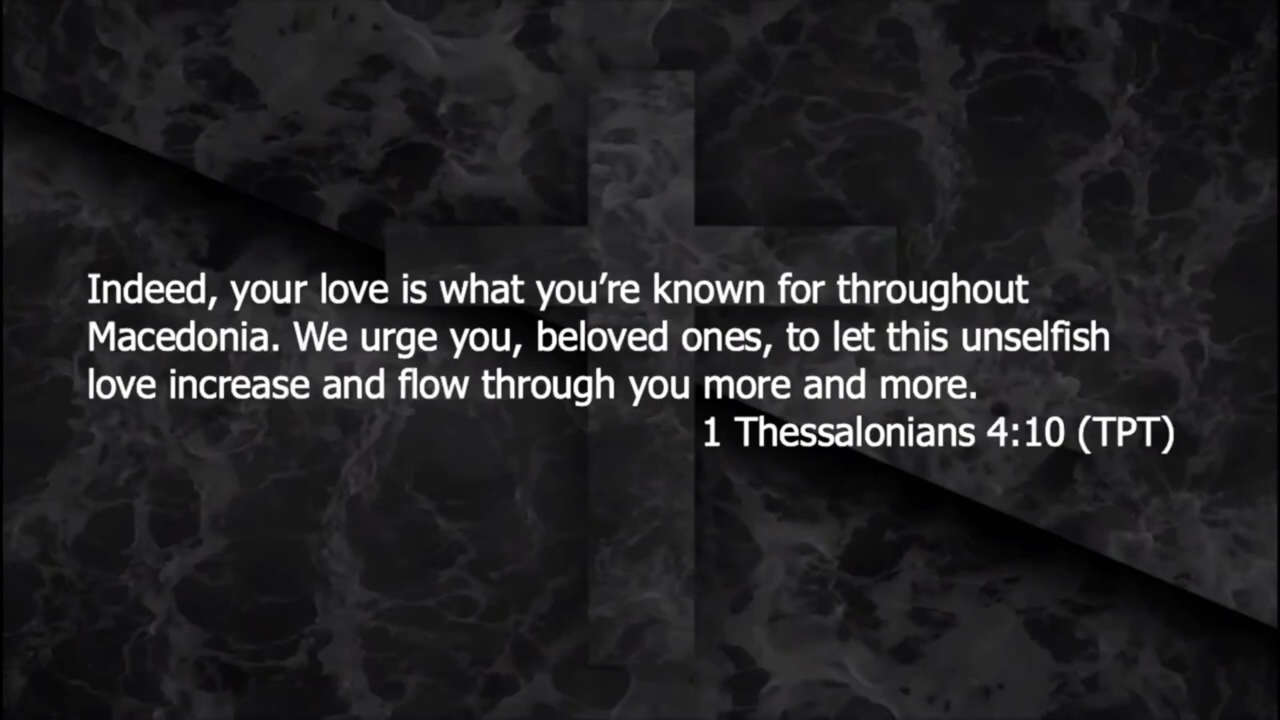 Indeed, your love is what you’re known for throughout
Macedonia. We urge you, beloved ones, to let this unselfish
love increase and flow through you more and more.
1 Thessalonians 4:10 (TPT)